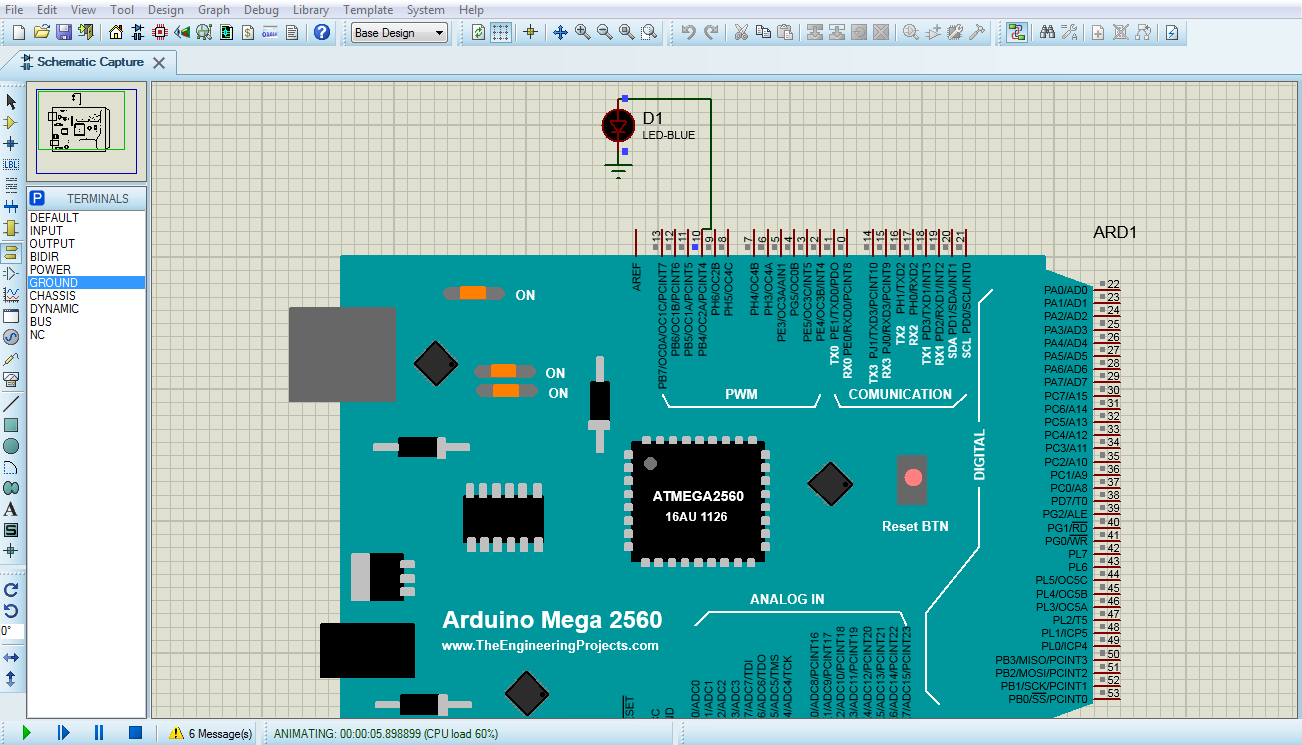 File Edit View Tool Design Graph Debug Library Template System Help
Base Design
Schematic Capture
D1
LED-BLUE
P TERMINALS
DEFAULT
INPUT
OUTPUT
BIDIR
POWER
GROUND
CHASSIS
DYNAMIC
BUS
NC
LBL
A
S
0°
ARD1
AREF
13 PB7/OC0A/OC1C/PCINT7
12 PB6/OC1B/PCINT6
11 PB5/OC1A/PCINT5
10 PB4/OC2A/PCINT4
9 PH6/OC2B
8 PH5/OC4C
7 PH4/OC4B
6 PH3/OC4A
5 PE3/OC3A/AIN1
4 PG5/OC0B
3 PE5/OC3C/INT5
2 PE4/OC3B/INT4
1 TX0 PE1/TXD0/PDO
0 RX0 PE0/RXD0/PCINT8
14 TX3 PJ1/TXD3/PCINT10
15 RX3 PJ0/RXD3/PCINT9
16 TX2 PH1/TXD2
17 RX2 PH0/RXD2
18 TX1 PD3/TXD1/INT3
19 RX1 PD2/RXD1/INT2
20 SDA PD1/SDA/INT1
21 SCL PD0/SCL/INT0
PWM
COMUNICATION
DIGITAL
PA0/AD0 22
PA1/AD1 23
PA2/AD2 24
PA3/AD3 25
PA4/AD4 26
PA5/AD5 27
PA6/AD6 28
PA7/AD7 29
PC7/A15 30
PC6/A14 31
PC5/A13 32
PC4/A12 33
PC3/A11 34
PC2/A10 35
PC1/A9 36
PC0/A8 37
PD7/T0 38
PG2/ALE 39
PG1/RD 40
PG0/WR 41
PL7 42
PL6 43
PL5/OC5C 44
PL4/OC5B 45
PL3/OC5A 46
PL2/T5 47
PL1/ICP5 48
PL0/ICP4 49
PB3/MISO/PCINT3 50
PB2/MOSI/PCINT2 51
PB1/SCK/PCINT1 52
PB0/SS/PCINT0 53
ON
ON
ON
ATMEGA2560
16AU 1126
Reset BTN
ANALOG IN
Arduino Mega 2560
www.TheEngineeringProjects.com
SET
CC
ND
0/ADC0
1/ADC1
2/ADC2
3/ADC3
4/ADC4/TCK
5/ADC5/TMS
6/ADC6/TDO
7/ADC7/TDI
0/ADC8/PCINT16
1/ADC9/PCINT17
2/ADC10/PCINT18
3/ADC11/PCINT19
4/ADC12/PCINT20
5/ADC13/PCINT21
6/ADC14/PCINT22
7/ADC15/PCINT23
6 Message(s) ANIMATING: 00:00:05.898899 (CPU load 60%)